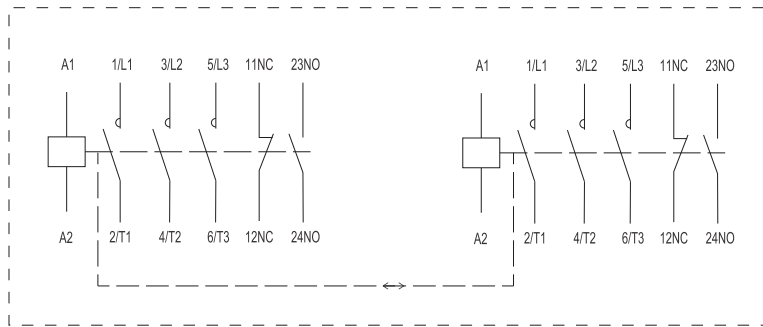 A1 1/L1 3/L2 5/L3 11NC 23NO A1 1/L1 3/L2 5/L3 11NC 23NO
A2 2/T1 4/T2 6/T3 12NC 24NO A2 2/T1 4/T2 6/T3 12NC 24NO